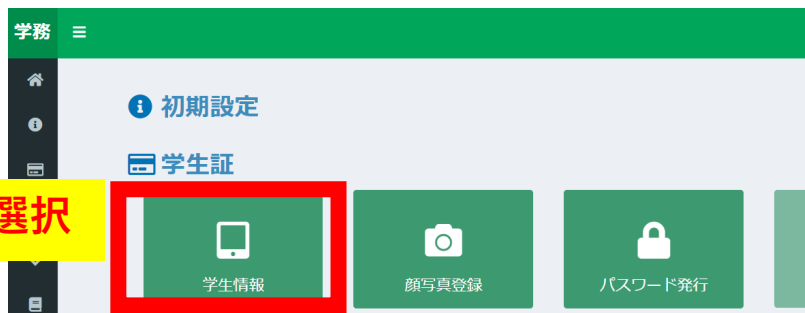 学務
初期設定
学生証
選択
学生情報
顔写真登録
パスワード発行